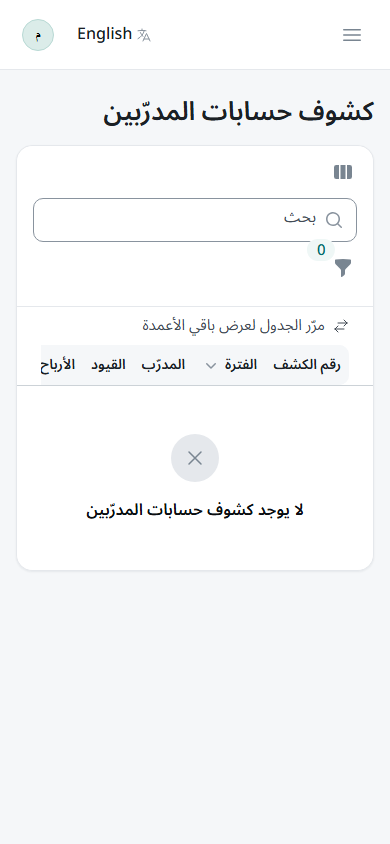 English
م
كشوف حسابات المدرّبين
بحث
0
مرّر الجدول لعرض باقي الأعمدة
رقم الكشف الفترة المدرّب القيود الأرباح
لا يوجد كشوف حسابات المدرّبين